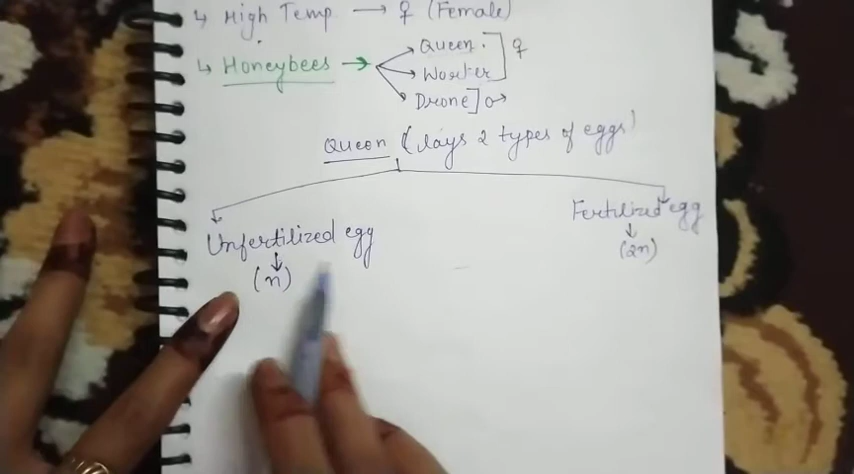 ↳ High Temp → ♀ (Female)
↳ Honeybees → Queen. ] ♀
Worker
Drone ] ♂
Queen (lays 2 types of eggs)
Unfertilized egg
Fertilized egg
↓
(n)
↓
(2n)